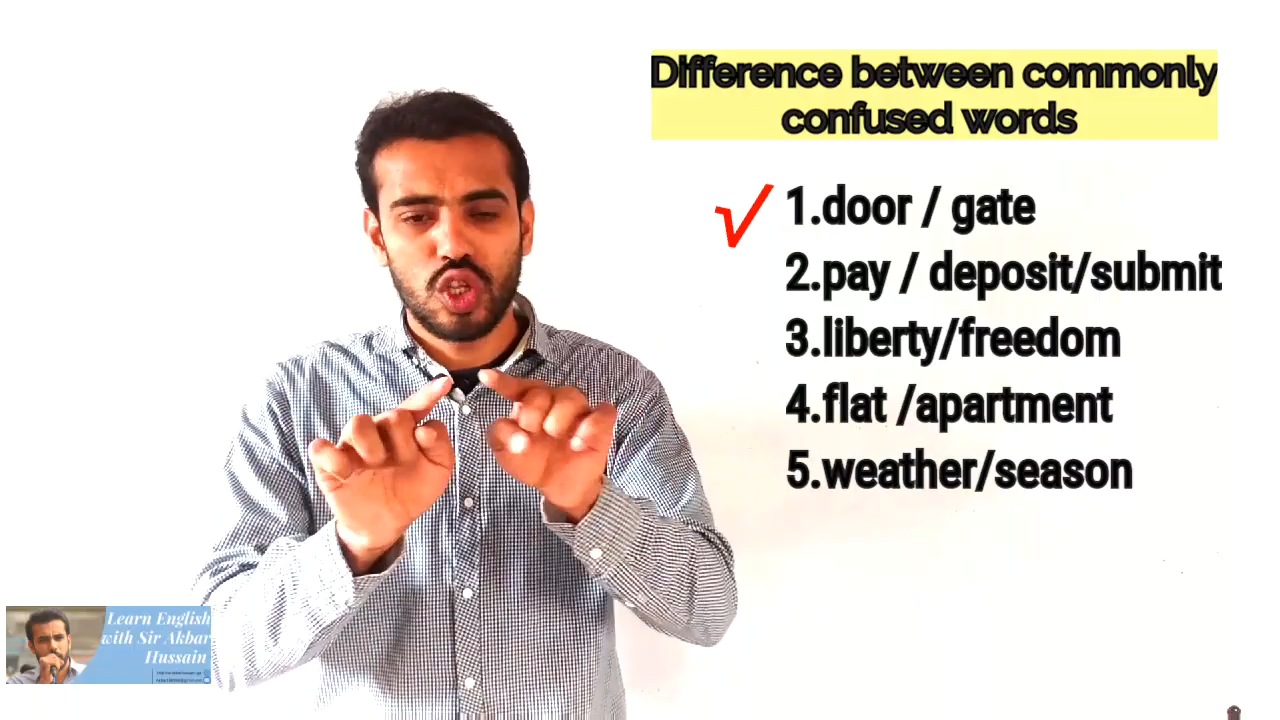 Difference between commonly
confused words
√ 1.door / gate
2.pay / deposit/submit
3.liberty/freedom
4.flat /apartment
5.weather/season
Learn English
with Sir Akbar
Hussain